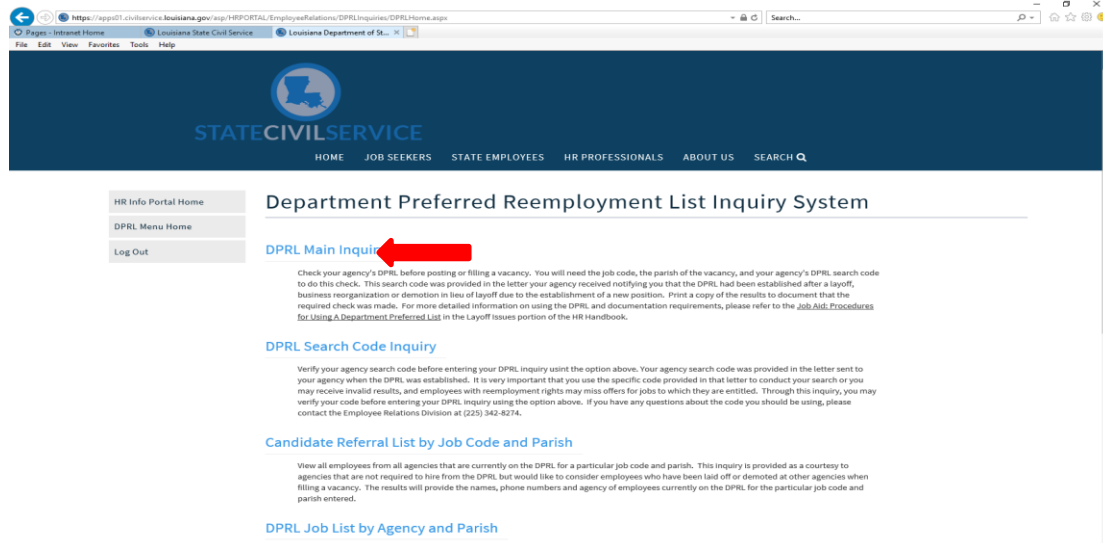 https://apps01.civilservice.louisiana.gov/asp/HRPORTAL/EmployeeRelations/DPRLInquiries/DPRLHome.aspx
Search...
Pages - Intranet Home
Louisiana State Civil Service
Louisiana Department of St...
File Edit View Favorites Tools Help
STATECIVILSERVICE
HOME JOB SEEKERS STATE EMPLOYEES HR PROFESSIONALS ABOUT US SEARCH
HR Info Portal Home
DPRL Menu Home
Log Out
Department Preferred Reemployment List Inquiry System
DPRL Main
Check your agency's DPRL before posting or filling a vacancy. You will need the job code, the parish of the vacancy, and your agency's DPRL search code
to do this check. This search code was provided in the letter your agency received notifying you that the DPRL had been established after a layoff,
business reorganization or demotion in lieu of layoff due to the establishment of a new position. Print a copy of the results to document that the
required check was made. For more detailed information on using the DPRL and documentation requirements, please refer to the Job Aid: Procedures
for Using A Department Preferred List in the Layoff Issues portion of the HR Handbook.
DPRL Search Code Inquiry
Verify your agency search code before entering your DPRL inquiry usint the option above. Your agency search code was provided in the letter sent to
your agency when the DPRL was established. It is very important that you use the specific code provided in that letter to conduct your search or you
may receive invalid results, and employees with reemployment rights may miss offers for jobs to which they are entitled. Through this inquiry, you may
verify your code before entering your DPRL inquiry using the option above. If you have any questions about the code you should be using, please
contact the Employee Relations Division at (225) 342-8274.
Candidate Referral List by Job Code and Parish
View all employees from all agencies that are currently on the DPRL for a particular job code and parish. This inquiry is provided as a courtesy to
agencies that are not required to hire from the DPRL but would like to consider employees who have been laid off or demoted at other agencies when
filling a vacancy. The results will provide the names, phone numbers and agency of employees currently on the DPRL for the particular job code and
parish entered.
DPRL Job List by Agency and Parish